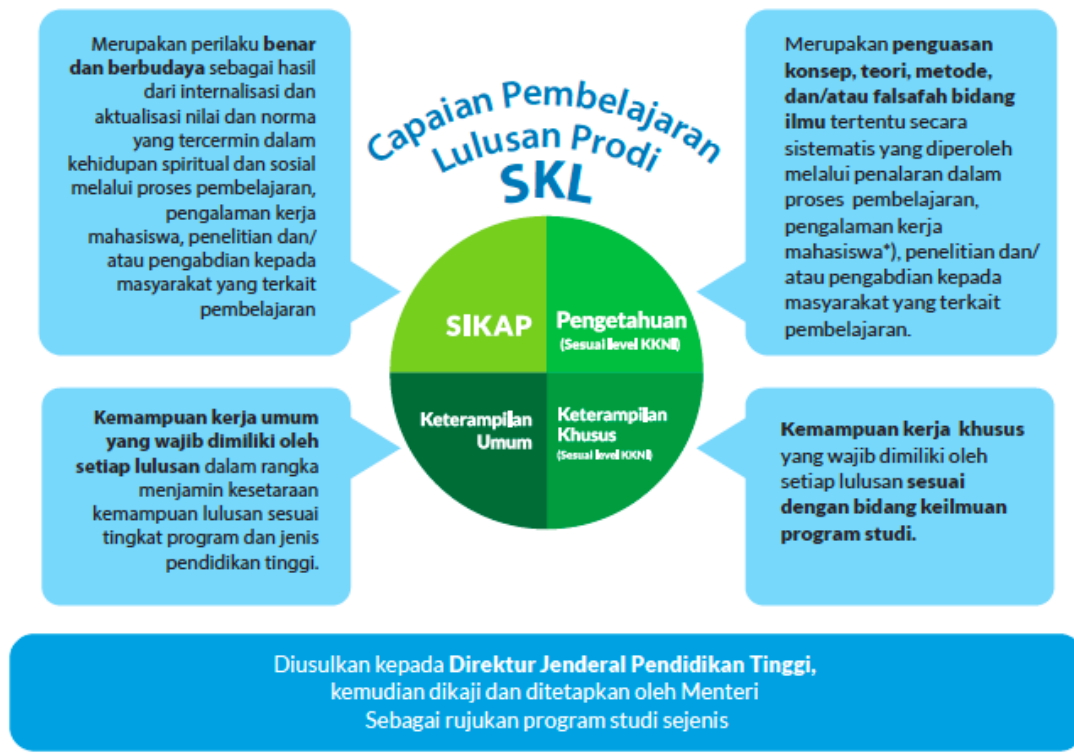 Capaian Pembelajaran
Lulusan Prodi
SKL
Merupakan perilaku benar
dan berbudaya sebagai hasil
dari internalisasi dan
aktualisasi nilai dan norma
yang tercermin dalam
kehidupan spiritual dan sosial
melalui proses pembelajaran,
pengalaman kerja
mahasiswa, penelitian dan/
atau pengabdian kepada
masyarakat yang terkait
pembelajaran
Merupakan penguasan
konsep, teori, metode,
dan/atau falsafah bidang
ilmu tertentu secara
sistematis yang diperoleh
melalui penalaran dalam
proses pembelajaran,
pengalaman kerja
mahasiswa*), penelitian dan/
atau pengabdian kepada
masyarakat yang terkait
pembelajaran.
SIKAP
Pengetahuan
(Sesuai level KKNI)
Keterampilan
Umum
Keterampilan
Khusus
(Sesuai level KKNI)
Kemampuan kerja umum
yang wajib dimiliki oleh
setiap lulusan dalam rangka
menjamin kesetaraan
kemampuan lulusan sesuai
tingkat program dan jenis
pendidikan tinggi.
Kemampuan kerja khusus
yang wajib dimiliki oleh
setiap lulusan sesuai
dengan bidang keilmuan
program studi.
Diusulkan kepada Direktur Jenderal Pendidikan Tinggi,
kemudian dikaji dan ditetapkan oleh Menteri
Sebagai rujukan program studi sejenis